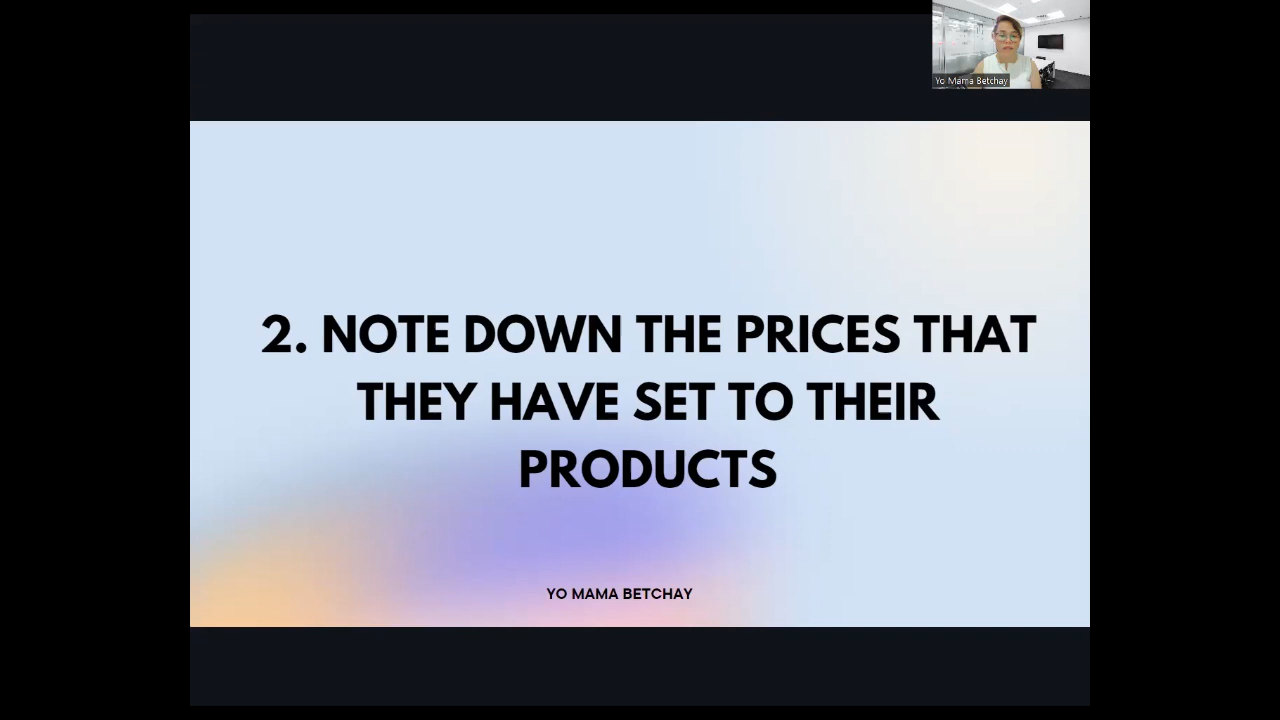 Yo Mama Betchay
2. NOTE DOWN THE PRICES THAT
THEY HAVE SET TO THEIR
PRODUCTS
YO MAMA BETCHAY